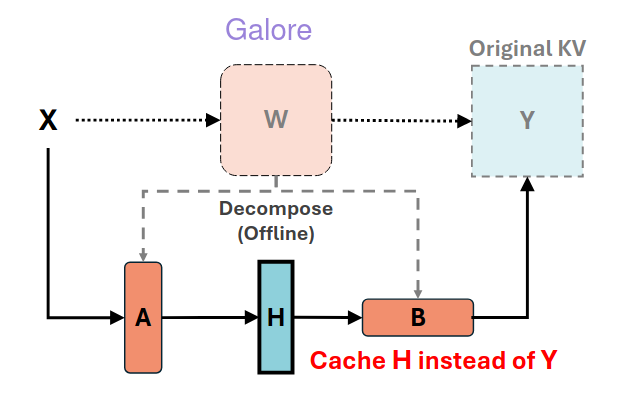 Galore
Original KV
X
W
Y
Decompose
(Offline)
A
H
B
Cache H instead of Y